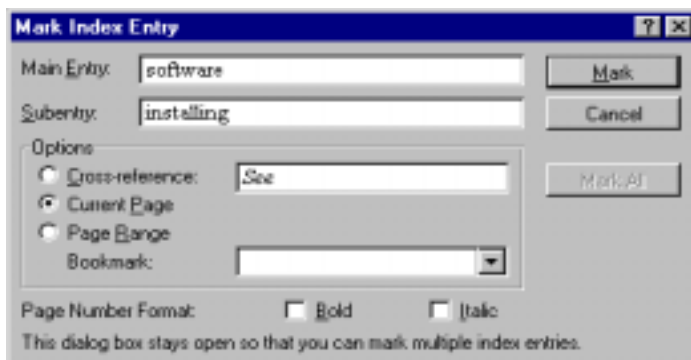 Mark Index Entry
Main Entry: software Mark
Subentry: installing Cancel
Options
Cross-reference: See Mark All
Current Page
Page Range
Bookmark:
Page Number Format: Bold Italic
This dialog box stays open so that you can mark multiple index entries.